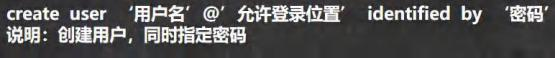 create user ‘用户名’@’允许登录位置’ identified by ‘密码’
说明：创建用户，同时指定密码